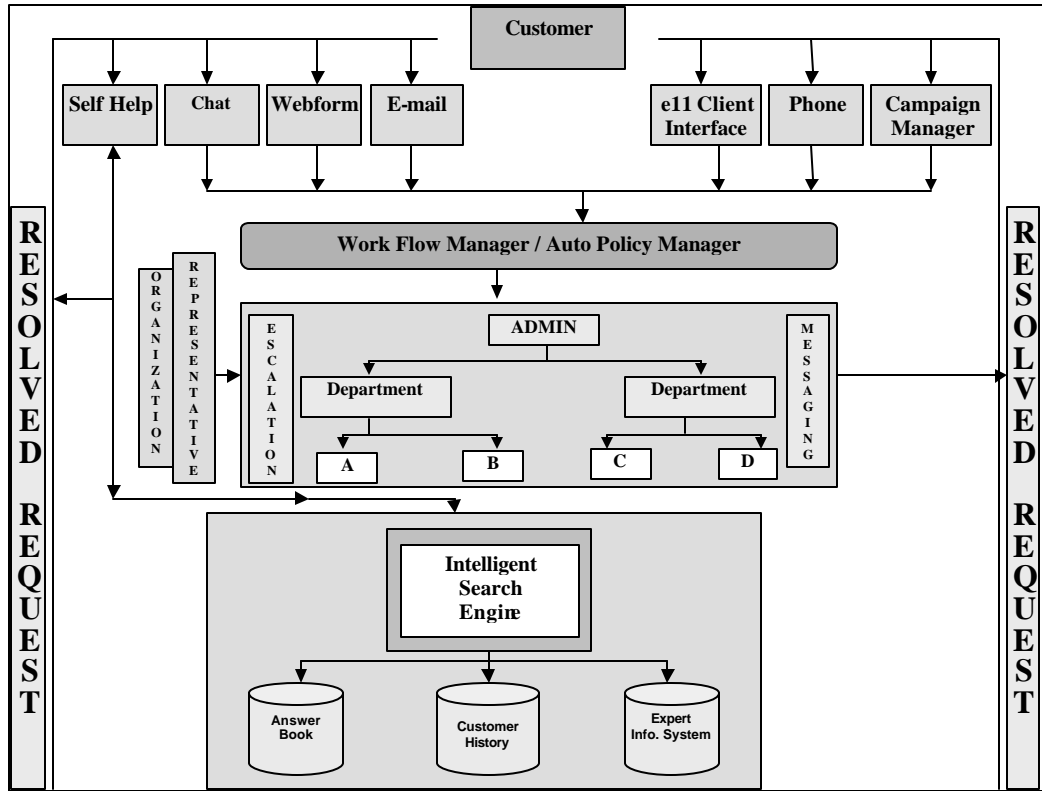 Customer
Self Help
Chat
Webform
E-mail
e11 Client
Interface
Phone
Campaign
Manager
RESOLVED REQUEST
Work Flow Manager / Auto Policy Manager
RESOLVED REQUEST
ORGANIZATION
REPRESENTATIVE
ESCALATION
ADMIN
MESSAGING
Department
Department
A
B
C
D
Intelligent
Search
Engine
Answer
Book
Customer
History
Expert
Info. System